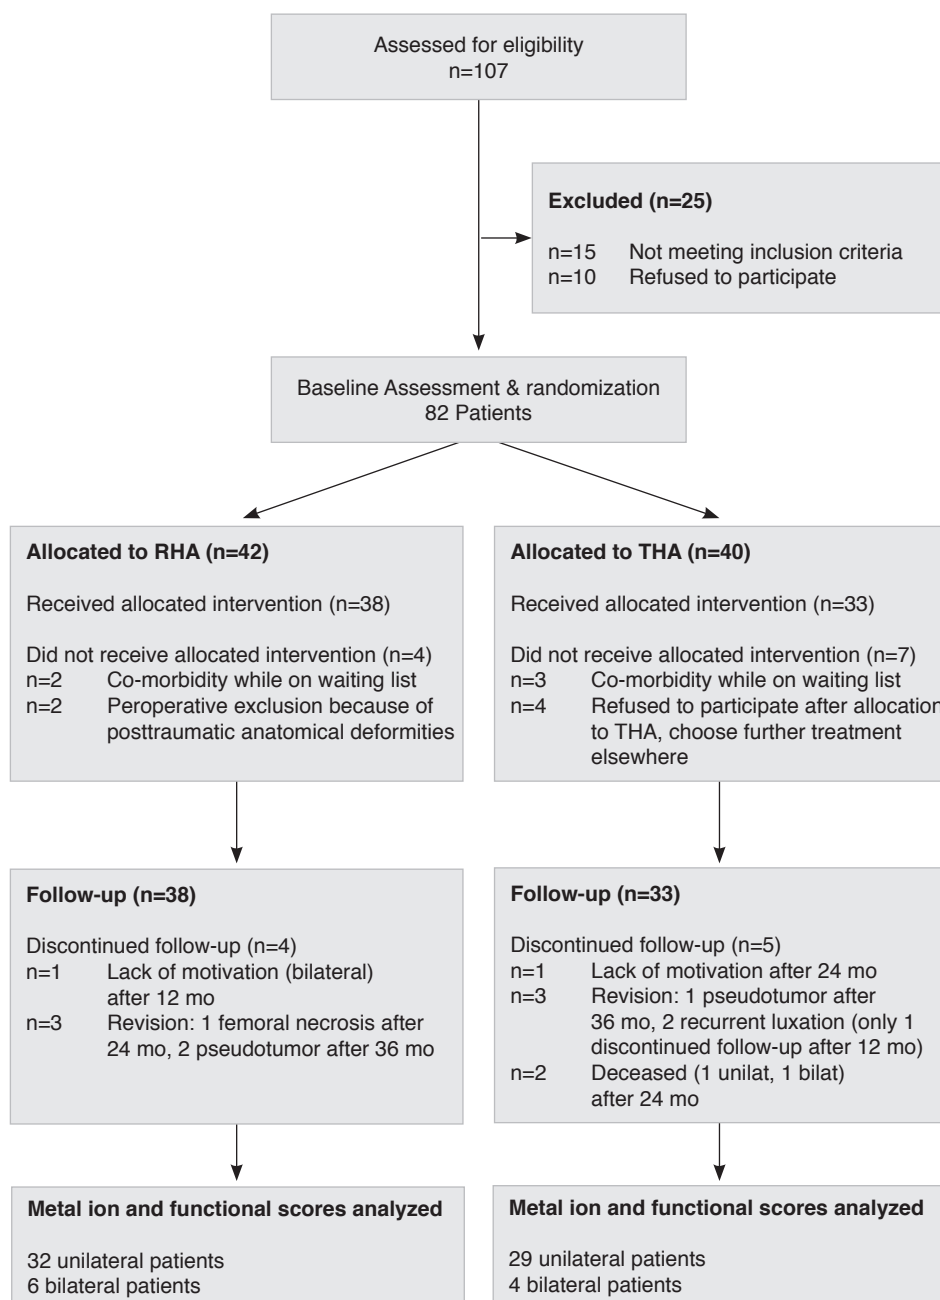 Assessed for eligibility
n=107
Excluded (n=25)
n=15 Not meeting inclusion criteria
n=10 Refused to participate
Baseline Assessment & randomization
82 Patients
Allocated to RHA (n=42)
Received allocated intervention (n=38)
Did not receive allocated intervention (n=4)
n=2 Co-morbidity while on waiting list
n=2 Peroperative exclusion because of
posttraumatic anatomical deformities
Allocated to THA (n=40)
Received allocated intervention (n=33)
Did not receive allocated intervention (n=7)
n=3 Co-morbidity while on waiting list
n=4 Refused to participate after allocation
to THA, choose further treatment
elsewhere
Follow-up (n=38)
Discontinued follow-up (n=4)
n=1 Lack of motivation (bilateral)
after 12 mo
n=3 Revision: 1 femoral necrosis after
24 mo, 2 pseudotumor after 36 mo
Follow-up (n=33)
Discontinued follow-up (n=5)
n=1 Lack of motivation after 24 mo
n=3 Revision: 1 pseudotumor after
36 mo, 2 recurrent luxation (only 1
discontinued follow-up after 12 mo)
n=2 Deceased (1 unilat, 1 bilat)
after 24 mo
Metal ion and functional scores analyzed
32 unilateral patients
6 bilateral patients
Metal ion and functional scores analyzed
29 unilateral patients
4 bilateral patients